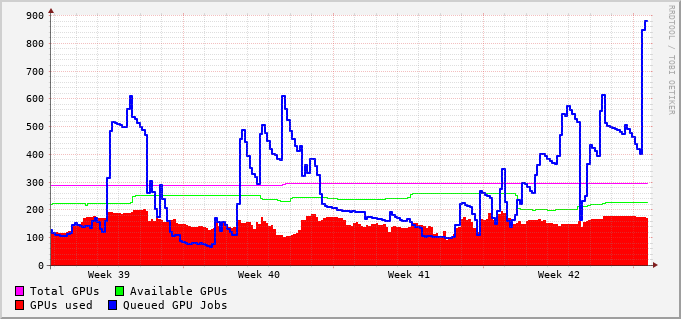 900
800
700
600
500
400
300
200
100
0
Week 39 Week 40 Week 41 Week 42
Total GPUs Available GPUs
GPUs used Queued GPU Jobs
RRDTOOL / TOBI OETIKER